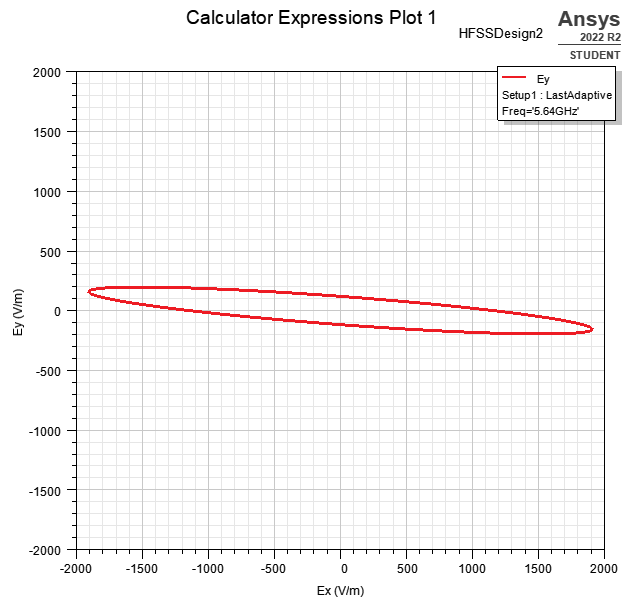 Calculator Expressions Plot 1
HFSSDesign2
Ansys
2022 R2
STUDENT
Ey
Setup1 : LastAdaptive
Freq='5.64GHz'
2000
1500
1000
500
0
-500
-1000
-1500
-2000
Ey (V/m)
-2000 -1500 -1000 -500 0 500 1000 1500 2000
Ex (V/m)